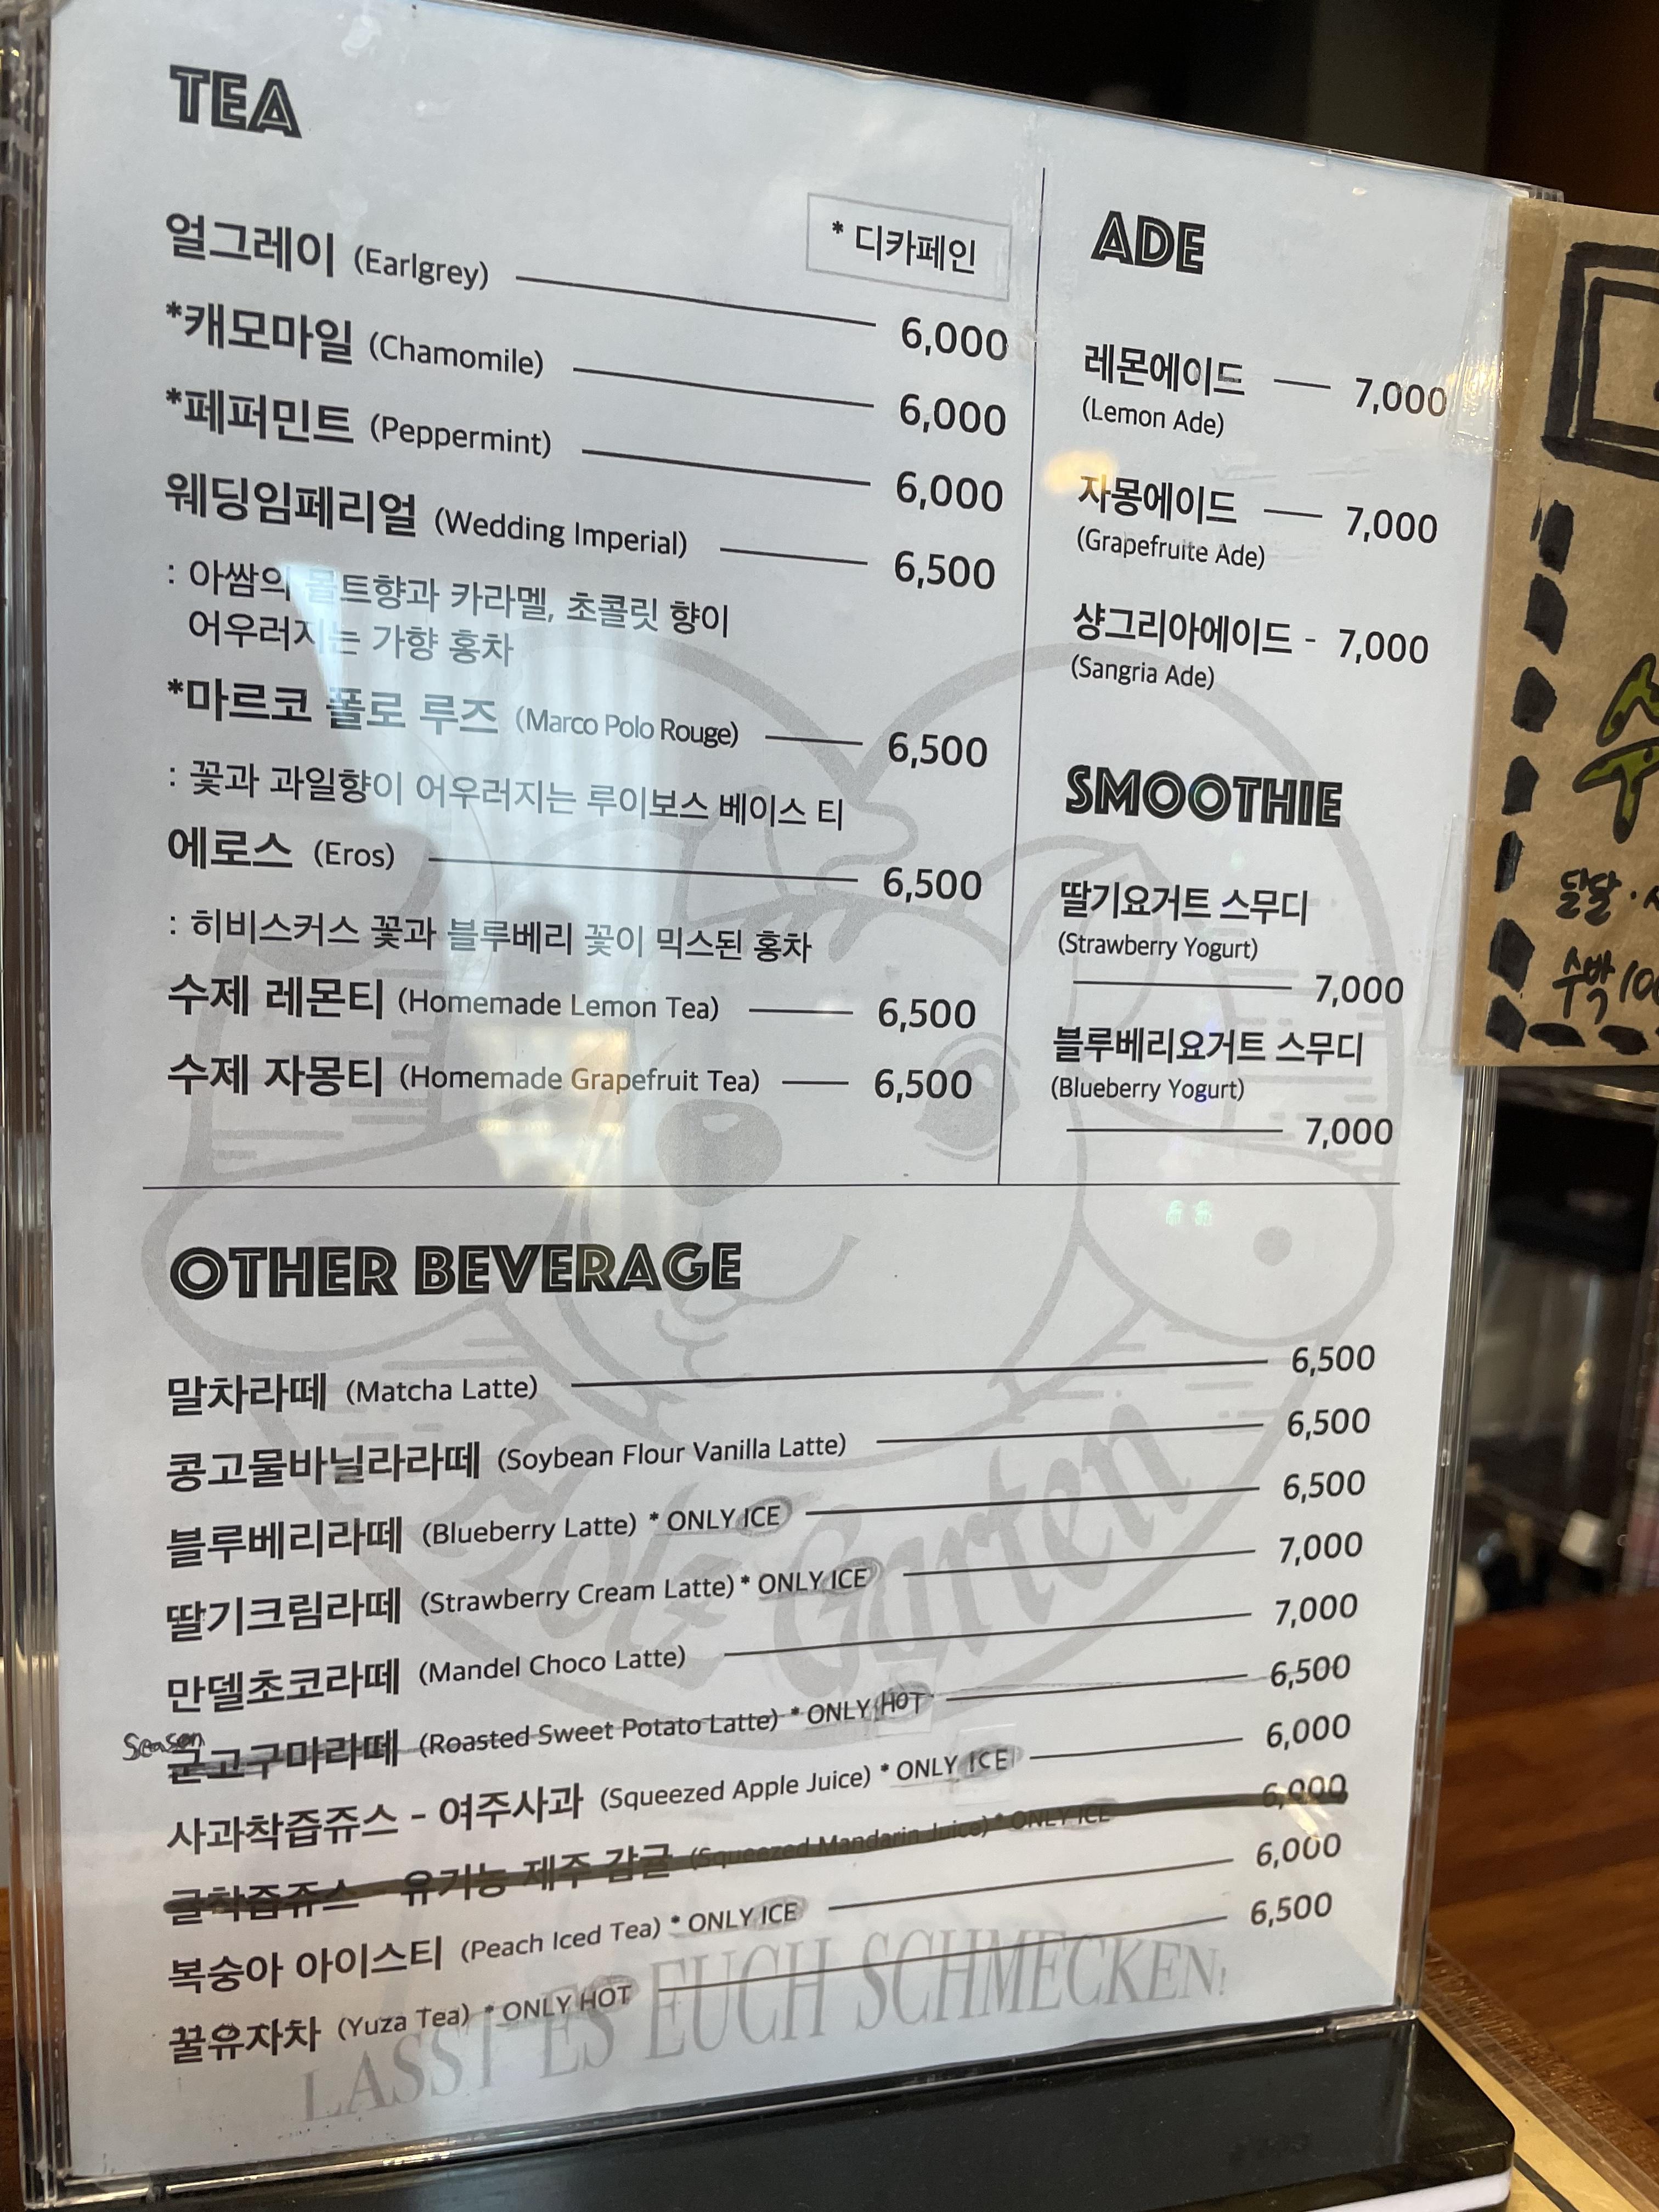 TEA
* 디카페인
얼그레이 (Earlgrey) 6,000
*캐모마일 (Chamomile) 6,000
*페퍼민트 (Peppermint) 6,000
웨딩임페리얼 (Wedding Imperial) 6,500
: 아쌈의 몰트향과 카라멜, 초콜릿 향이
어우러지는 가향 홍차
*마르코 폴로 루즈 (Marco Polo Rouge) 6,500
: 꽃과 과일향이 어우러지는 루이보스 베이스 티
에로스 (Eros) 6,500
: 히비스커스 꽃과 블루베리 꽃이 믹스된 홍차
수제 레몬티 (Homemade Lemon Tea) 6,500
수제 자몽티 (Homemade Grapefruit Tea) 6,500
ADE
레몬에이드 7,000
(Lemon Ade)
자몽에이드 7,000
(Grapefruite Ade)
샹그리아에이드 - 7,000
(Sangria Ade)
SMOOTHIE
딸기요거트 스무디
(Strawberry Yogurt)
7,000
블루베리요거트 스무디
(Blueberry Yogurt)
7,000
OTHER BEVERAGE
말차라떼 (Matcha Latte) 6,500
콩고물바닐라라떼 (Soybean Flour Vanilla Latte) 6,500
블루베리라떼 (Blueberry Latte) * ONLY ICE 6,500
딸기크림라떼 (Strawberry Cream Latte) * ONLY ICE 7,000
만델초코라떼 (Mandel Choco Latte) 7,000
Season
군고구마라떼 (Roasted Sweet Potato Latte) * ONLY HOT 6,500
사과착즙쥬스 - 여주사과 (Squeezed Apple Juice) * ONLY ICE 6,000
귤착즙쥬스 - 유기농 제주 감귤 (Squeezed Mandarin Juice) * ONLY ICE 6,000
복숭아 아이스티 (Peach Iced Tea) * ONLY ICE 6,000
꿀유자차 (Yuza Tea) * ONLY HOT 6,500
Holz Garten
LASST ES EUCH SCHMECKEN!
달달
수박